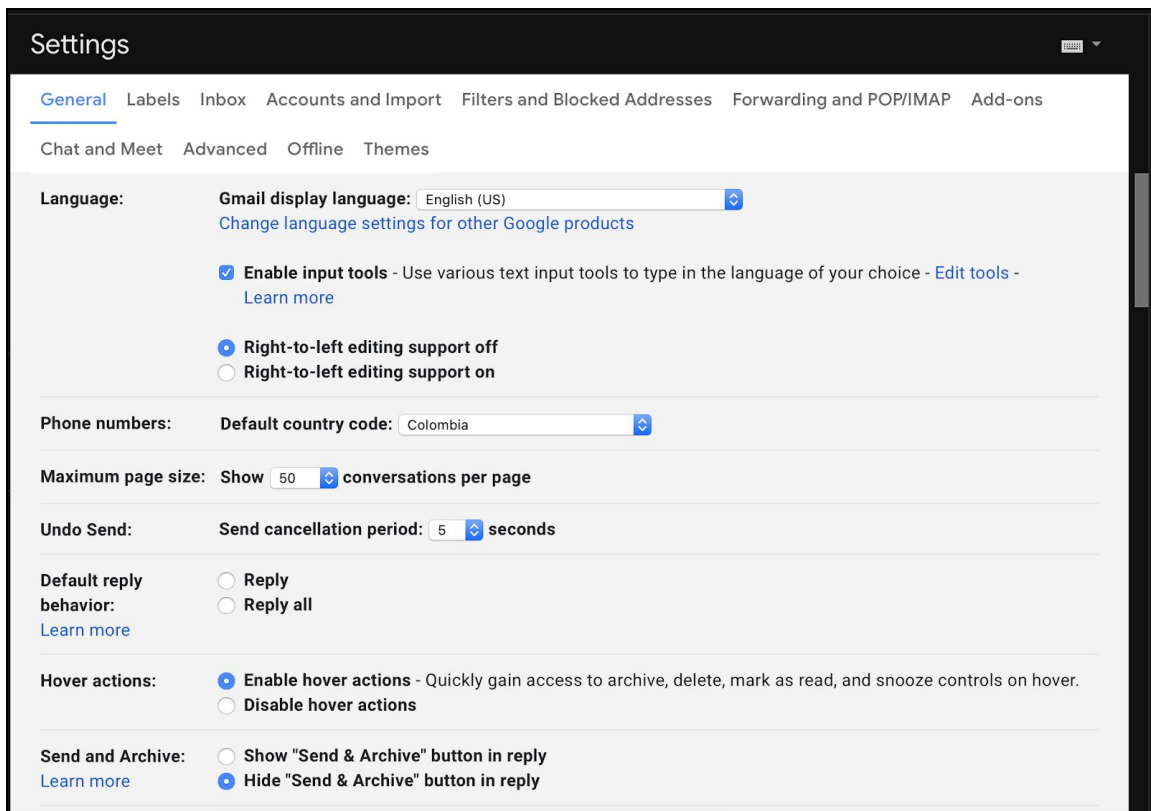 Settings
General Labels Inbox Accounts and Import Filters and Blocked Addresses Forwarding and POP/IMAP Add-ons
Chat and Meet Advanced Offline Themes
Language: Gmail display language: English (US)
Change language settings for other Google products
Enable input tools - Use various text input tools to type in the language of your choice - Edit tools -
Learn more
Right-to-left editing support off
Right-to-left editing support on
Phone numbers: Default country code: Colombia
Maximum page size: Show 50 conversations per page
Undo Send: Send cancellation period: 5 seconds
Default reply Reply
behavior: Reply all
Learn more
Hover actions: Enable hover actions - Quickly gain access to archive, delete, mark as read, and snooze controls on hover.
Disable hover actions
Send and Archive: Show "Send & Archive" button in reply
Learn more Hide "Send & Archive" button in reply